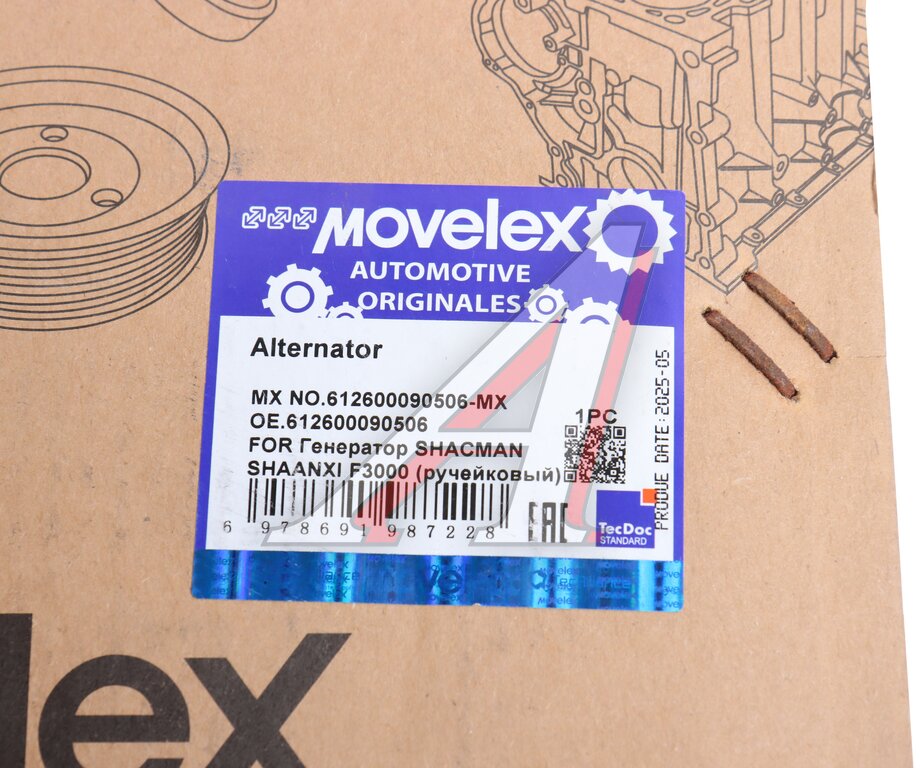 MOVELEX
AUTOMOTIVE
ORIGINALES
Alternator
MX NO.612600090506-MX
OE.612600090506
1PC
FOR Генератор SHACMAN
SHAANXI F3000 (ручейковый)
6 978691 987228
EAC
TecDoc
STANDARD
PRODUE DATE:2025-05
Movelex
lex